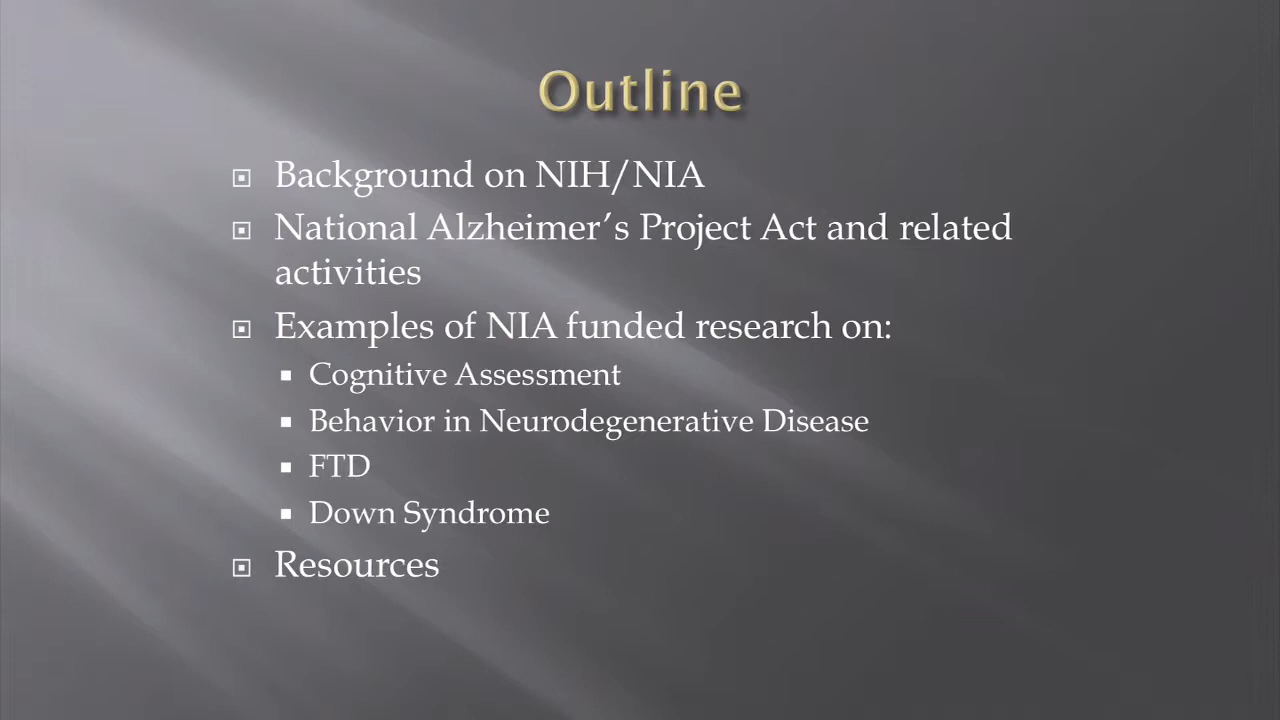 Outline
Background on NIH/NIA
National Alzheimer’s Project Act and related
activities
Examples of NIA funded research on:
Cognitive Assessment
Behavior in Neurodegenerative Disease
FTD
Down Syndrome
Resources